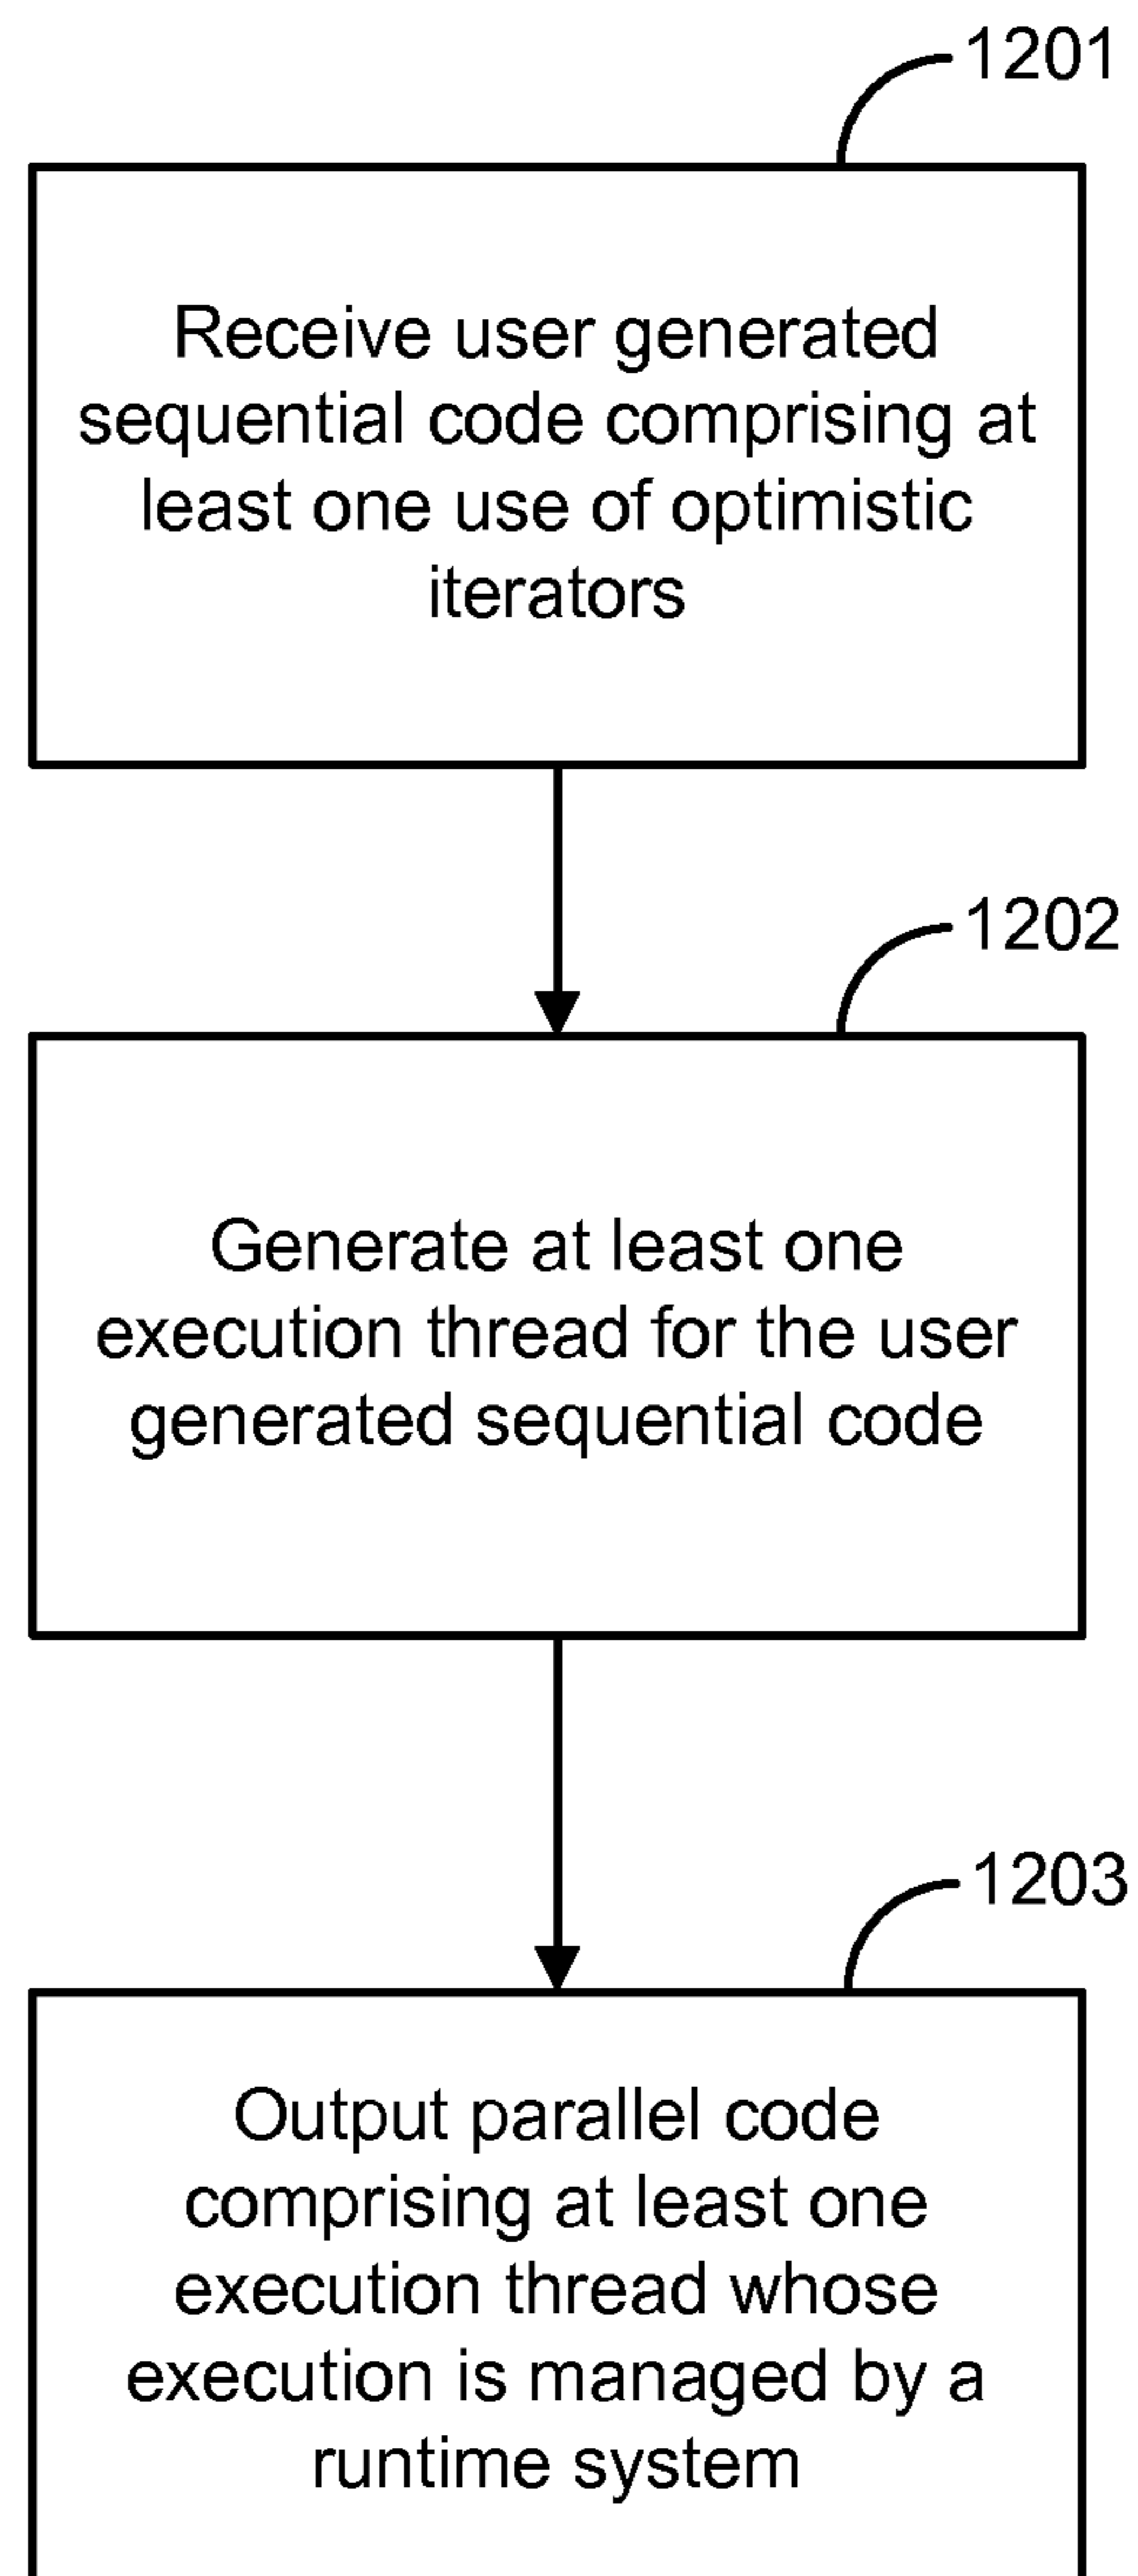 1201
Receive user generated
sequential code comprising at
least one use of optimistic
iterators
1202
Generate at least one
execution thread for the user
generated sequential code
1203
Output parallel code
comprising at least one
execution thread whose
execution is managed by a
runtime system